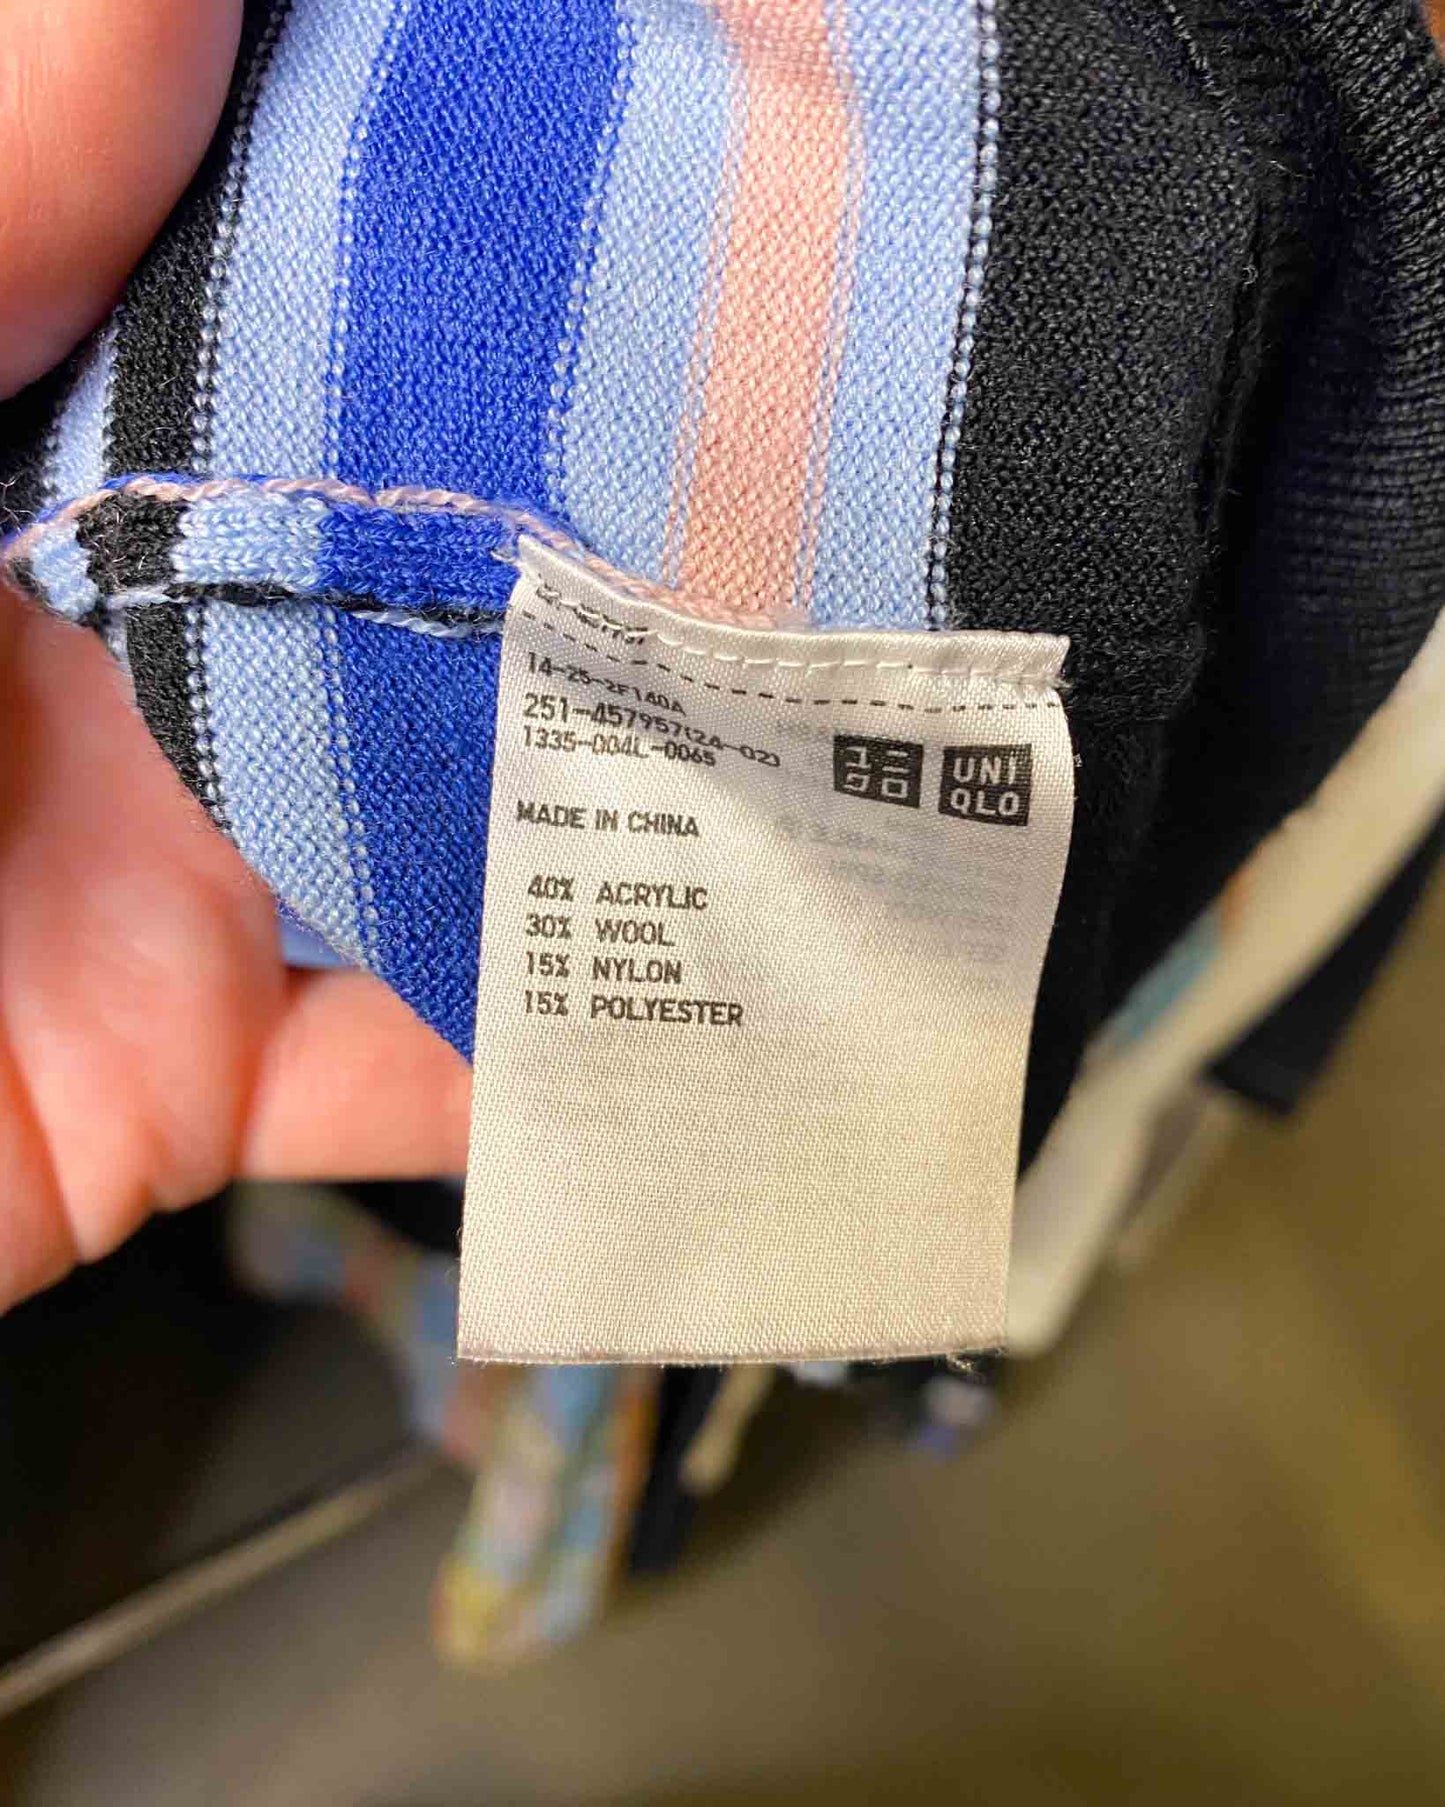 14-25-2F140A
251-457957(24-02)
1335-004L-0065
ユニ
クロ
UNI
QLO
MADE IN CHINA
40% ACRYLIC
30% WOOL
15% NYLON
15% POLYESTER